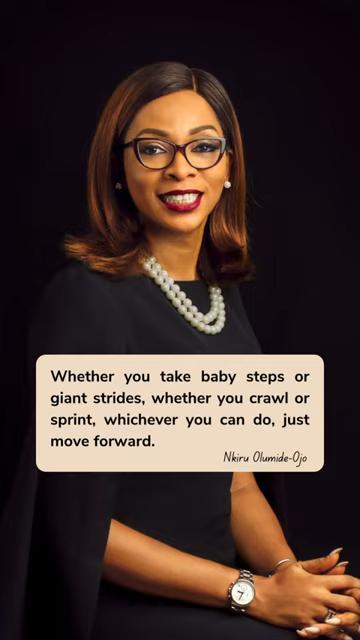 Whether you take baby steps or
giant strides, whether you crawl or
sprint, whichever you can do, just
move forward.
Nkiru Olumide-Ojo